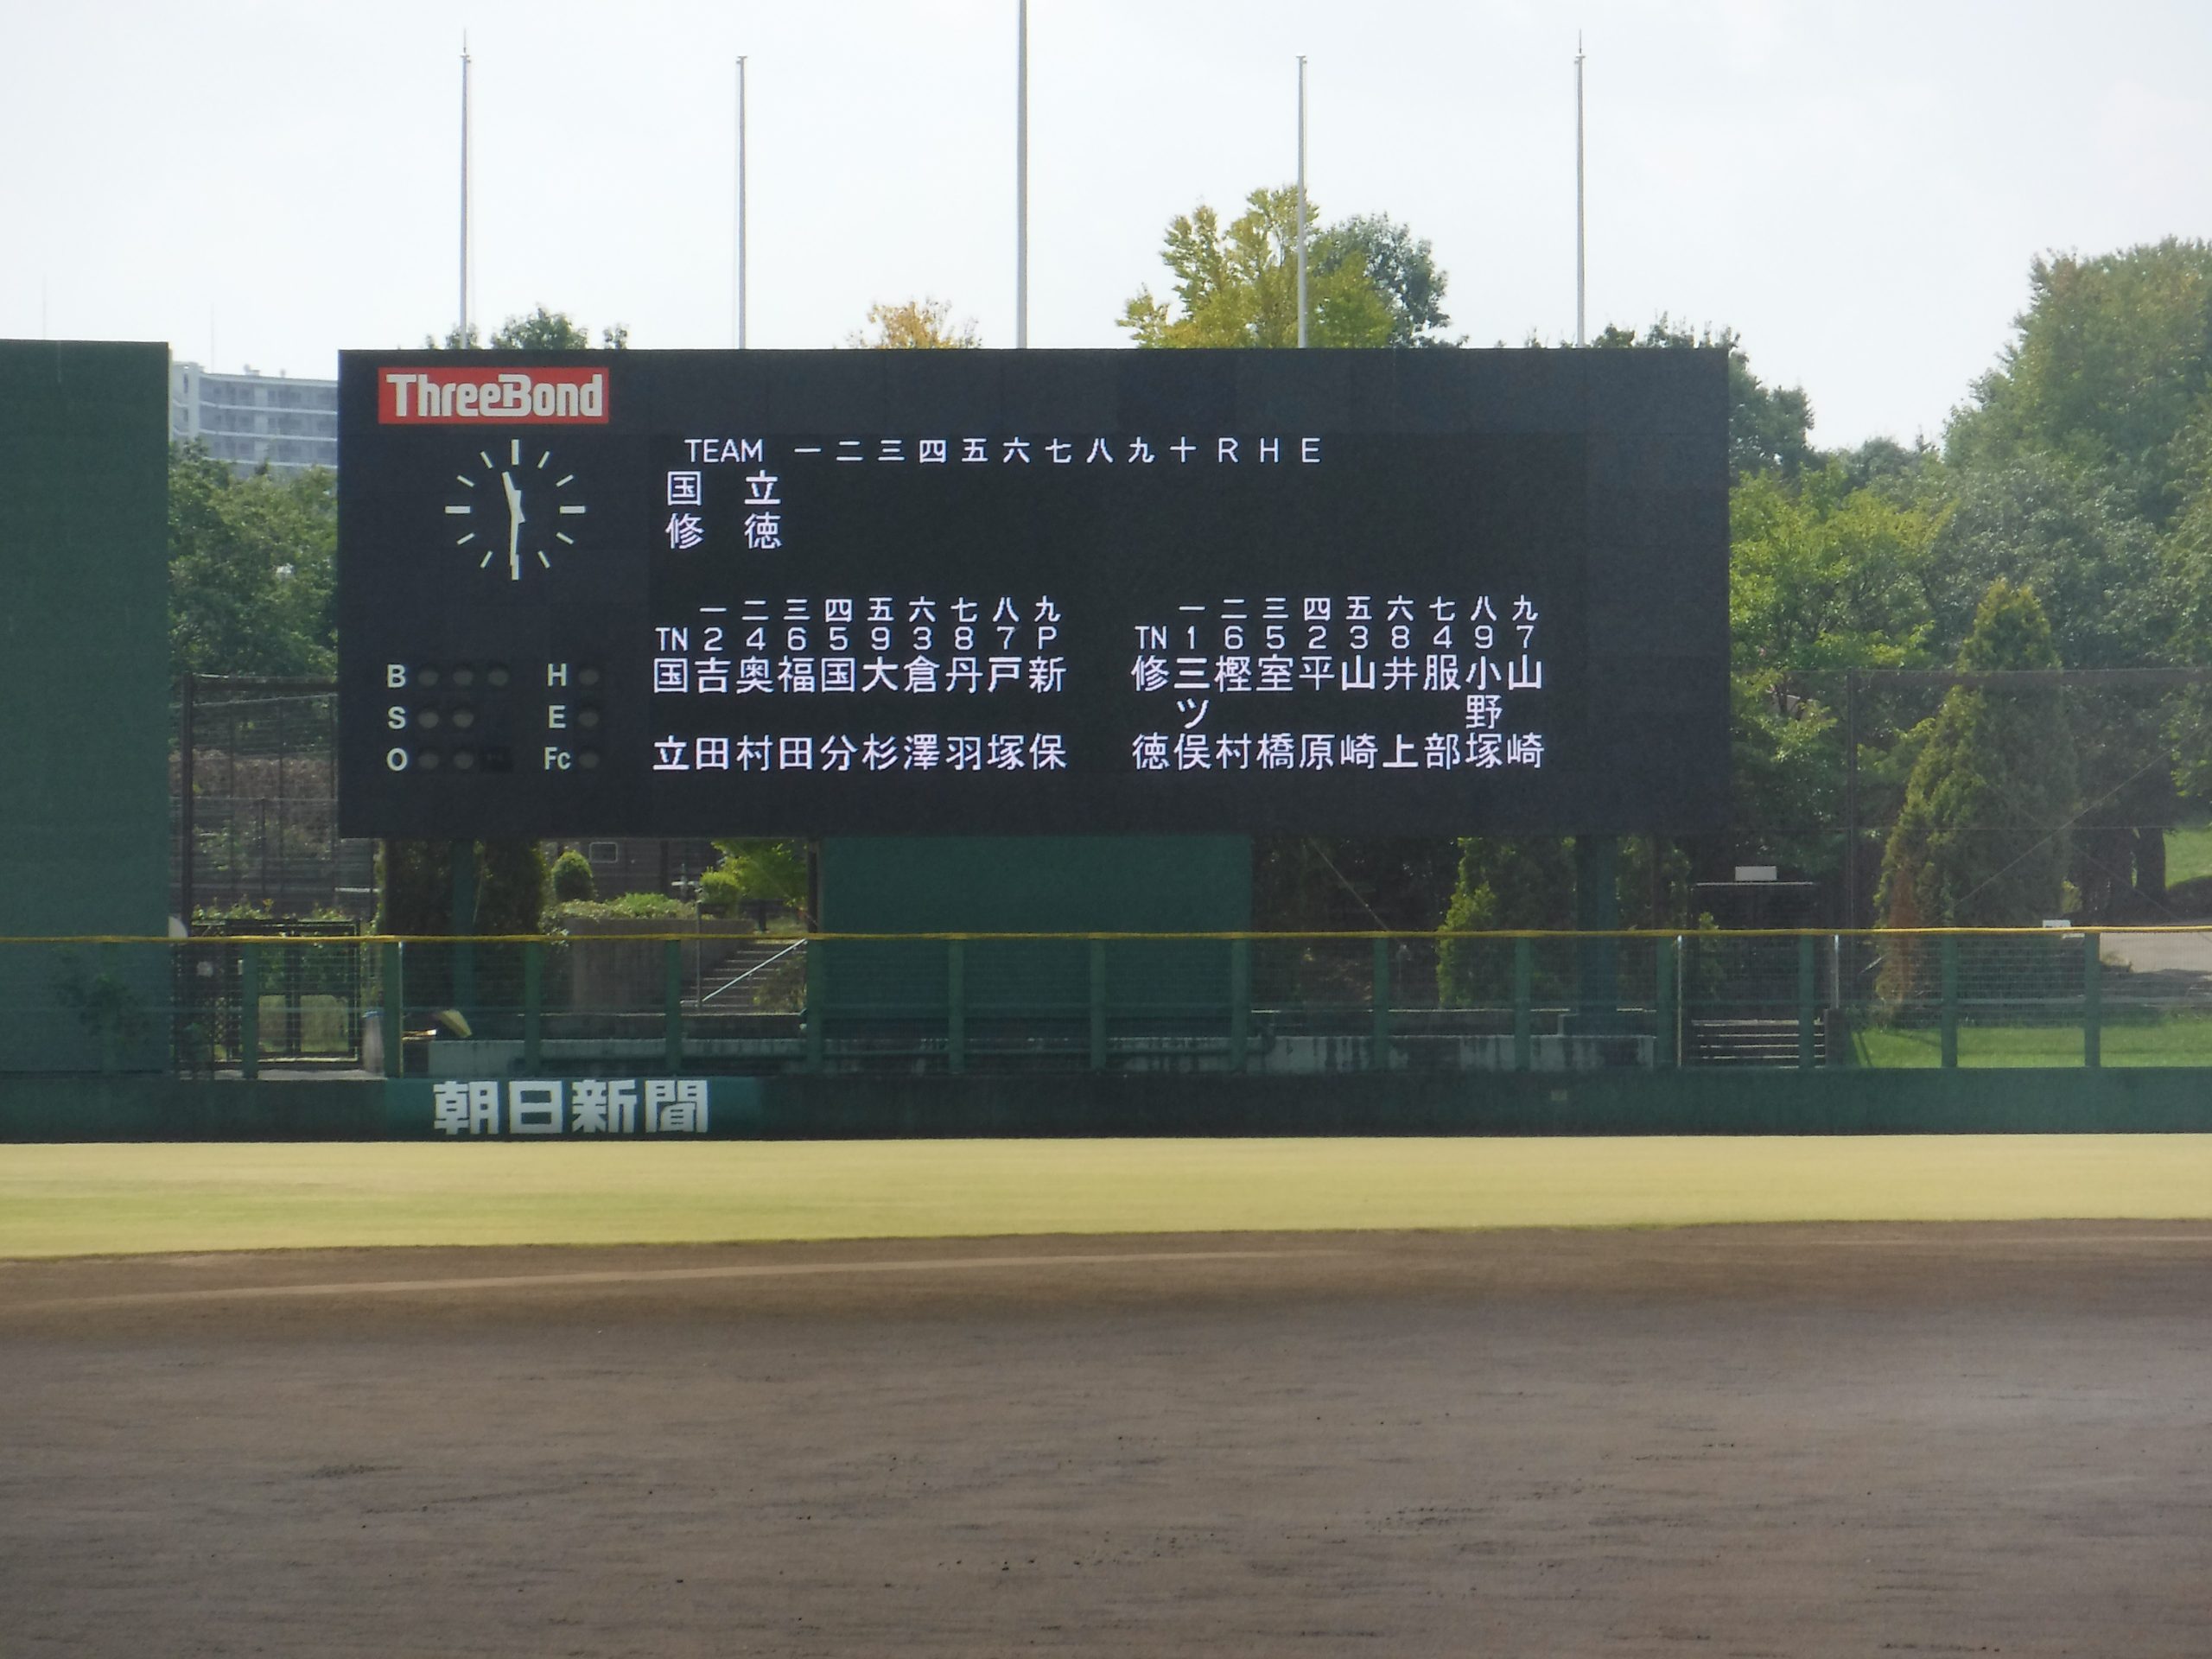 ThreeBond
TEAM 一 二 三 四 五 六 七 八 九 十 R H E
国 立
修 徳
一 二 三 四 五 六 七 八 九
TN 2 4 6 5 9 3 8 7 P
国 吉 奥 福 国 大 倉 丹 戸 新
立 田 村 田 分 杉 澤 羽 塚 保
一 二 三 四 五 六 七 八 九
TN 1 6 5 2 3 8 4 9 7
修 三 樫 室 平 山 井 服 小 山
ツ 野
徳 俣 村 橋 原 崎 上 部 塚 崎
B H
S E
O Fc
朝日新聞